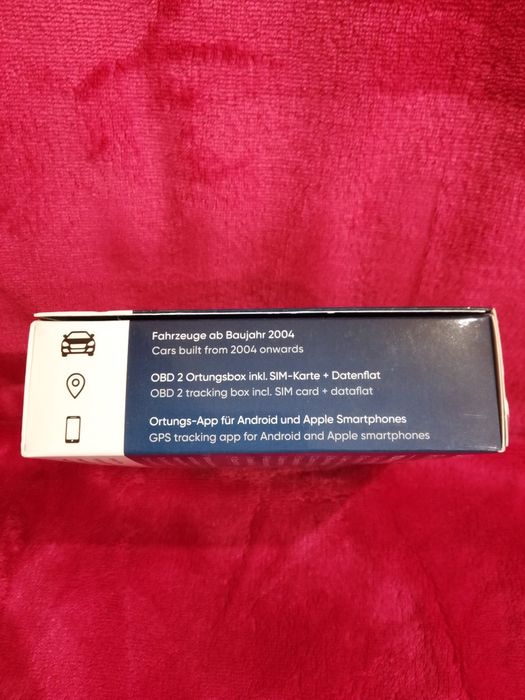 Fahrzeuge ab Baujahr 2004
Cars built from 2004 onwards
OBD 2 Ortungsbox inkl. SIM-Karte + Datenflat
OBD 2 tracking box incl. SIM card + dataflat
Ortungs-App für Android und Apple Smartphones
GPS tracking app for Android and Apple smartphones